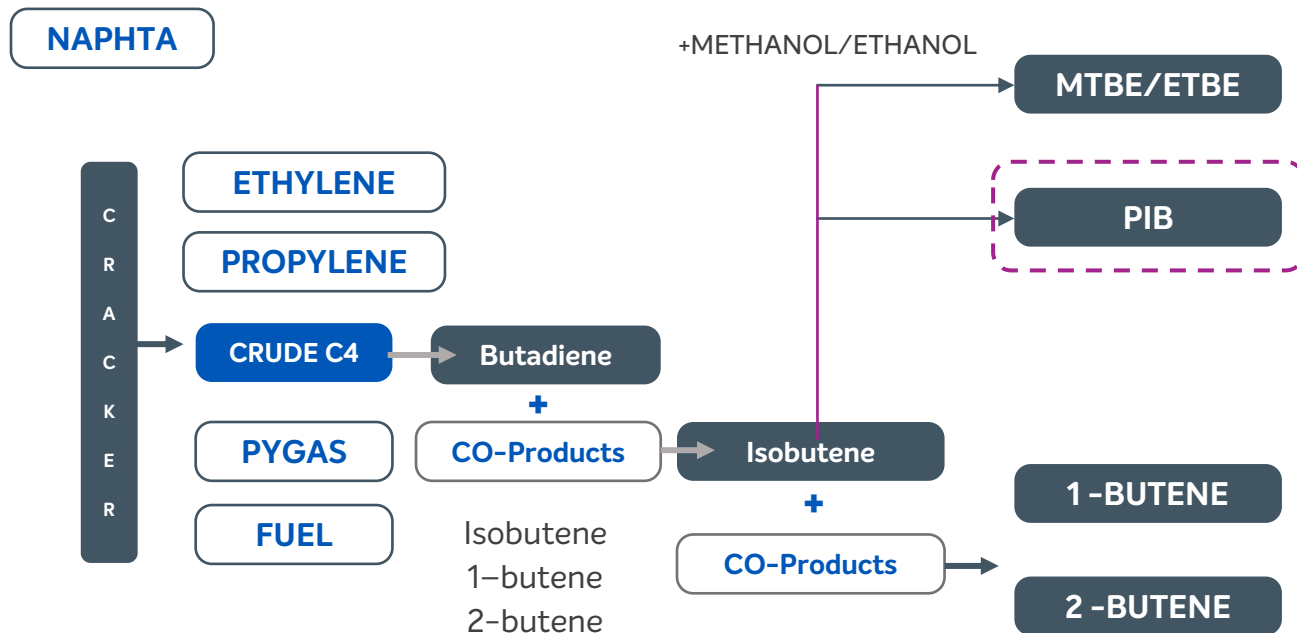 NAPHTA
+METHANOL/ETHANOL
MTBE/ETBE
PIB
CRACKER
ETHYLENE
PROPYLENE
CRUDE C4
Butadiene
+
PYGAS
CO-Products
Isobutene
+
FUEL
Isobutene
1–butene
2-butene
CO-Products
1-BUTENE
2-BUTENE